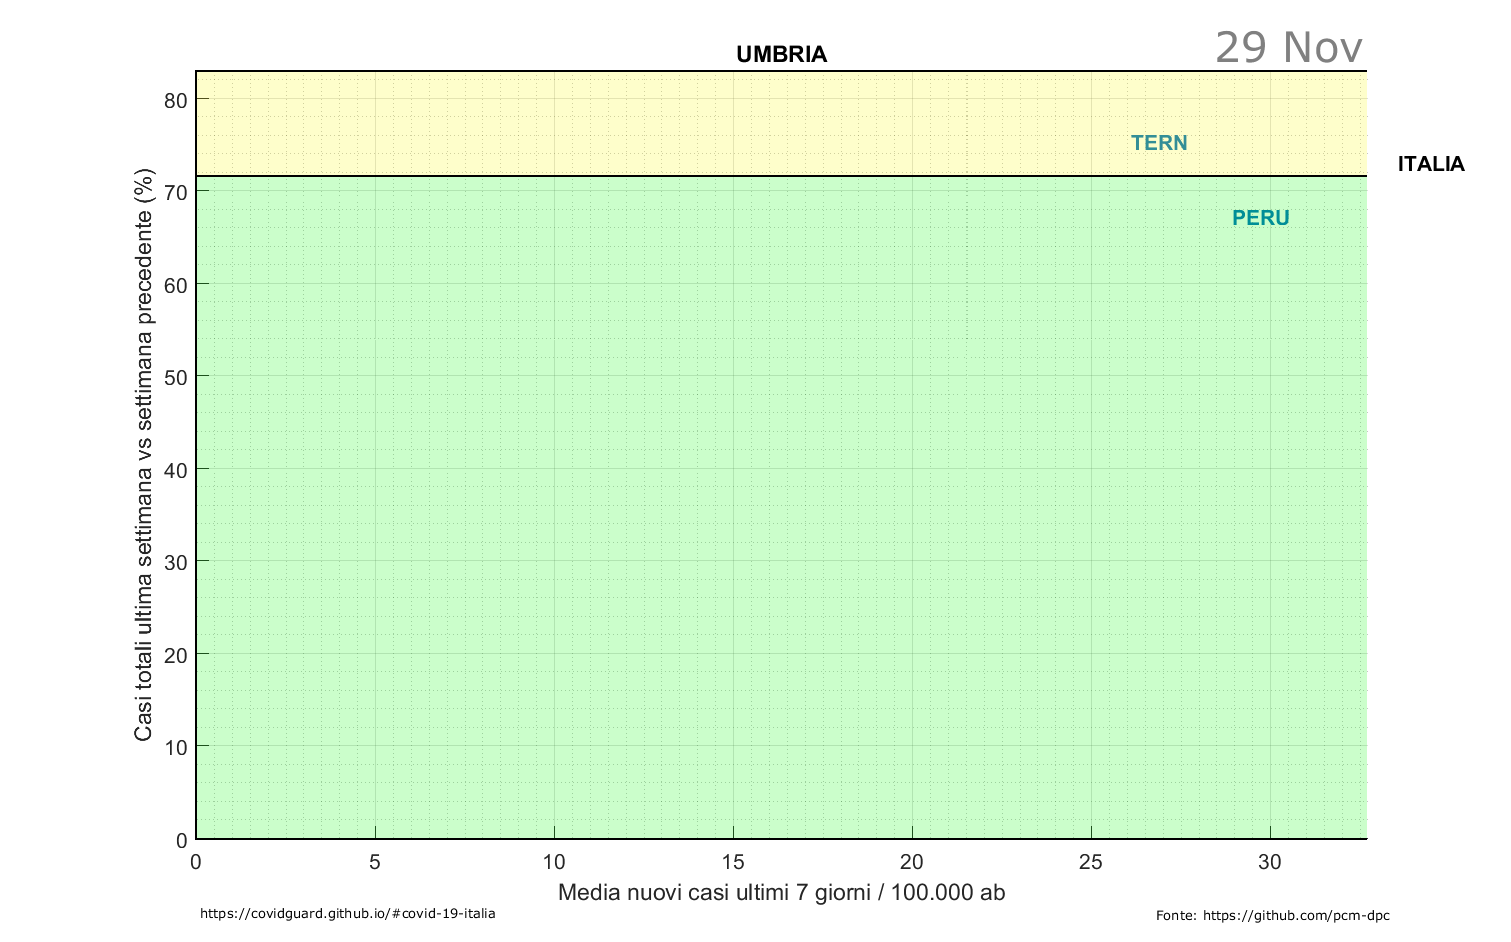 UMBRIA
29 Nov
80
70
60
50
40
30
20
10
0
Casi totali ultima settimana vs settimana precedente (%)
TERN
ITALIA
PERU
0 5 10 15 20 25 30
Media nuovi casi ultimi 7 giorni / 100.000 ab
https://covidguard.github.io/#covid-19-italia
Fonte: https://github.com/pcm-dpc